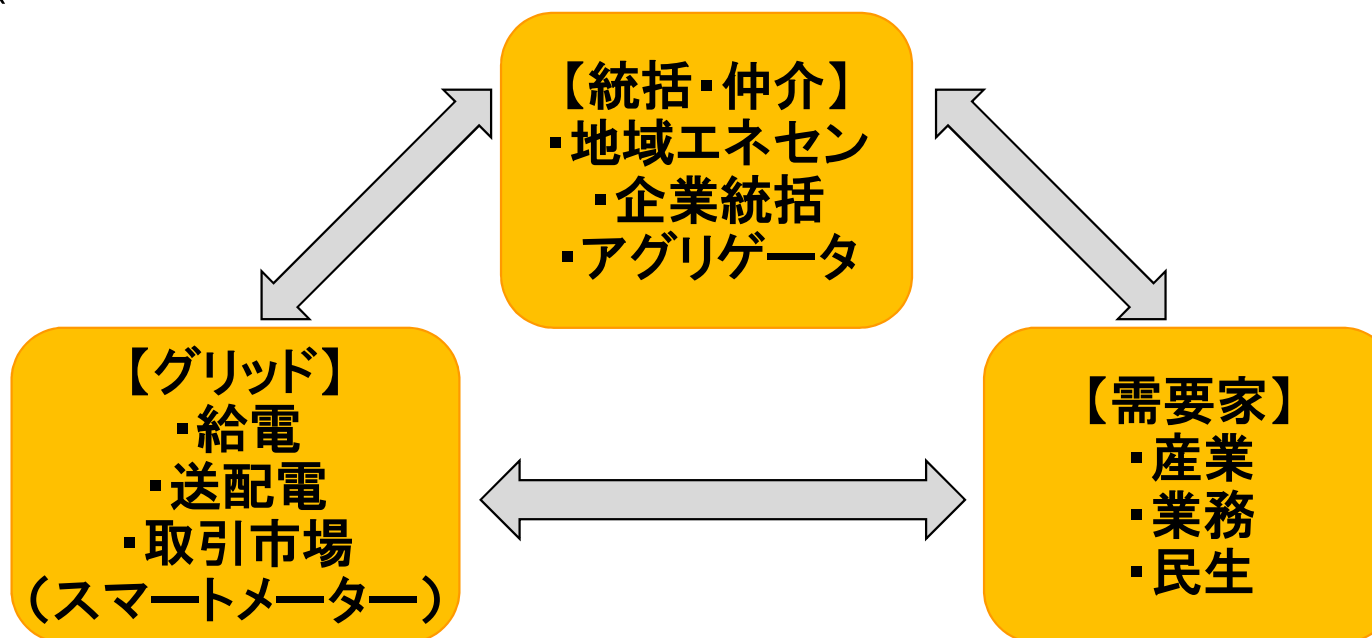 【統括・仲介】
・地域エネセン
・企業統括
・アグリゲータ
【グリッド】
・給電
・送配電
・取引市場
（スマートメーター）
【需要家】
・産業
・業務
・民生